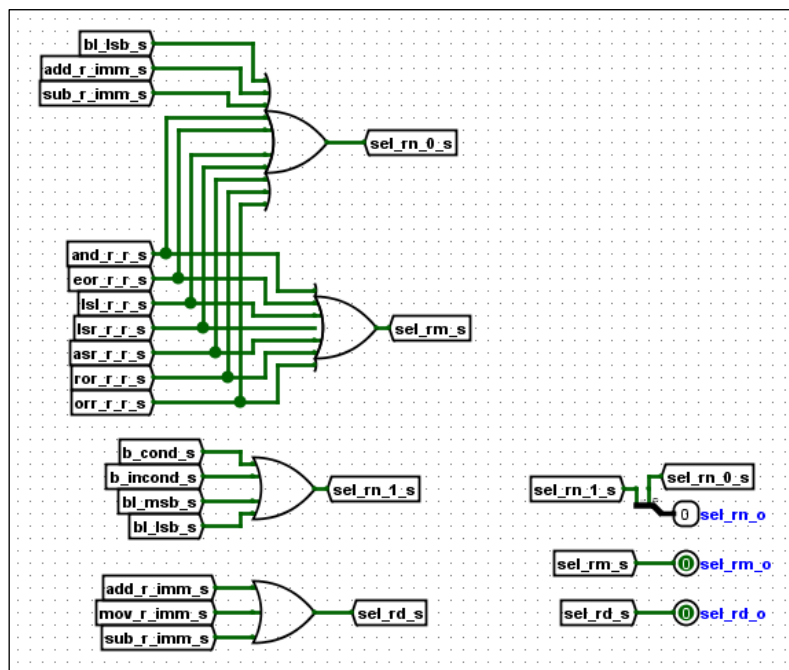 bl_lsb_s
add_r_imm_s
sub_r_imm_s
sel_rn_0_s
and_r_r_s
eor_r_r_s
lsl_r_r_s
lsr_r_r_s
asr_r_r_s
ror_r_r_s
orr_r_r_s
sel_rm_s
b_cond_s
b_incond_s
bl_msb_s
bl_lsb_s
sel_rn_1_s
sel_rn_1_s
sel_rn_0_s
0
sel_rn_o
add_r_imm_s
mov_r_imm_s
sub_r_imm_s
sel_rd_s
sel_rm_s
0
sel_rm_o
sel_rd_s
0
sel_rd_o